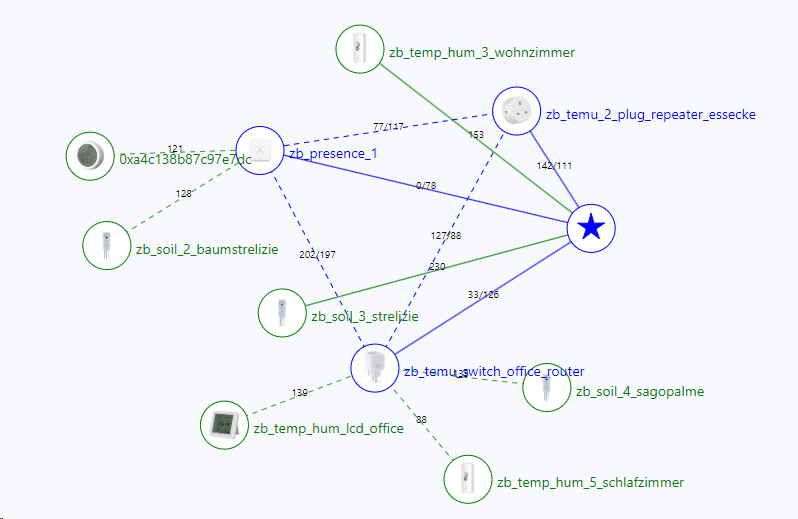 zb_temp_hum_3_wohnzimmer
zb_temu_2_plug_repeater_essecke
77/117
153
121
0xa4c138b87c97e7dc
zb_presence_1
142/111
128
0/78
127/88
zb_soil_2_baumstrelizie
202/197
230
33/126
zb_soil_3_strelizie
zb_temu_switch_office_router
139
zb_soil_4_sagopalme
88
zb_temp_hum_lcd_office
zb_temp_hum_5_schlafzimmer